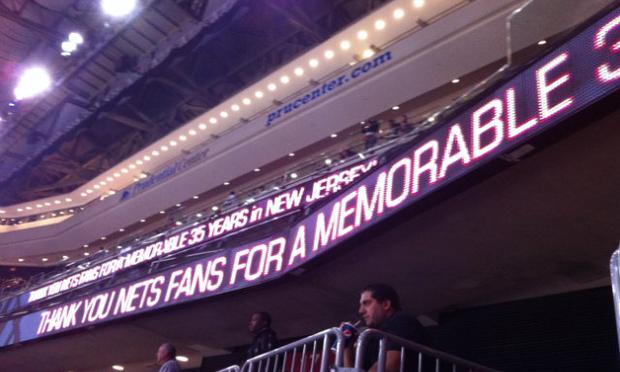 prucenter.com
Prudential Center
THANK YOU NETS FANS FOR A MEMORABLE 35 YEARS in NEW JERSEY!
THANK YOU NETS FANS FOR A MEMORABLE 3